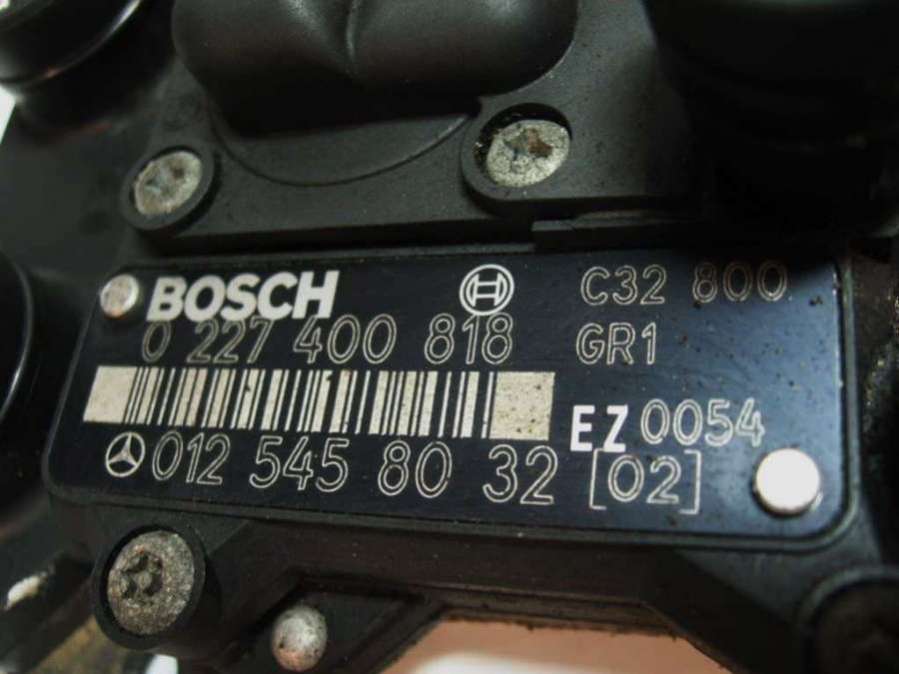 BOSCH C32 800
0 227 400 818 GR1
EZ 0054
012 545 80 32 [02]